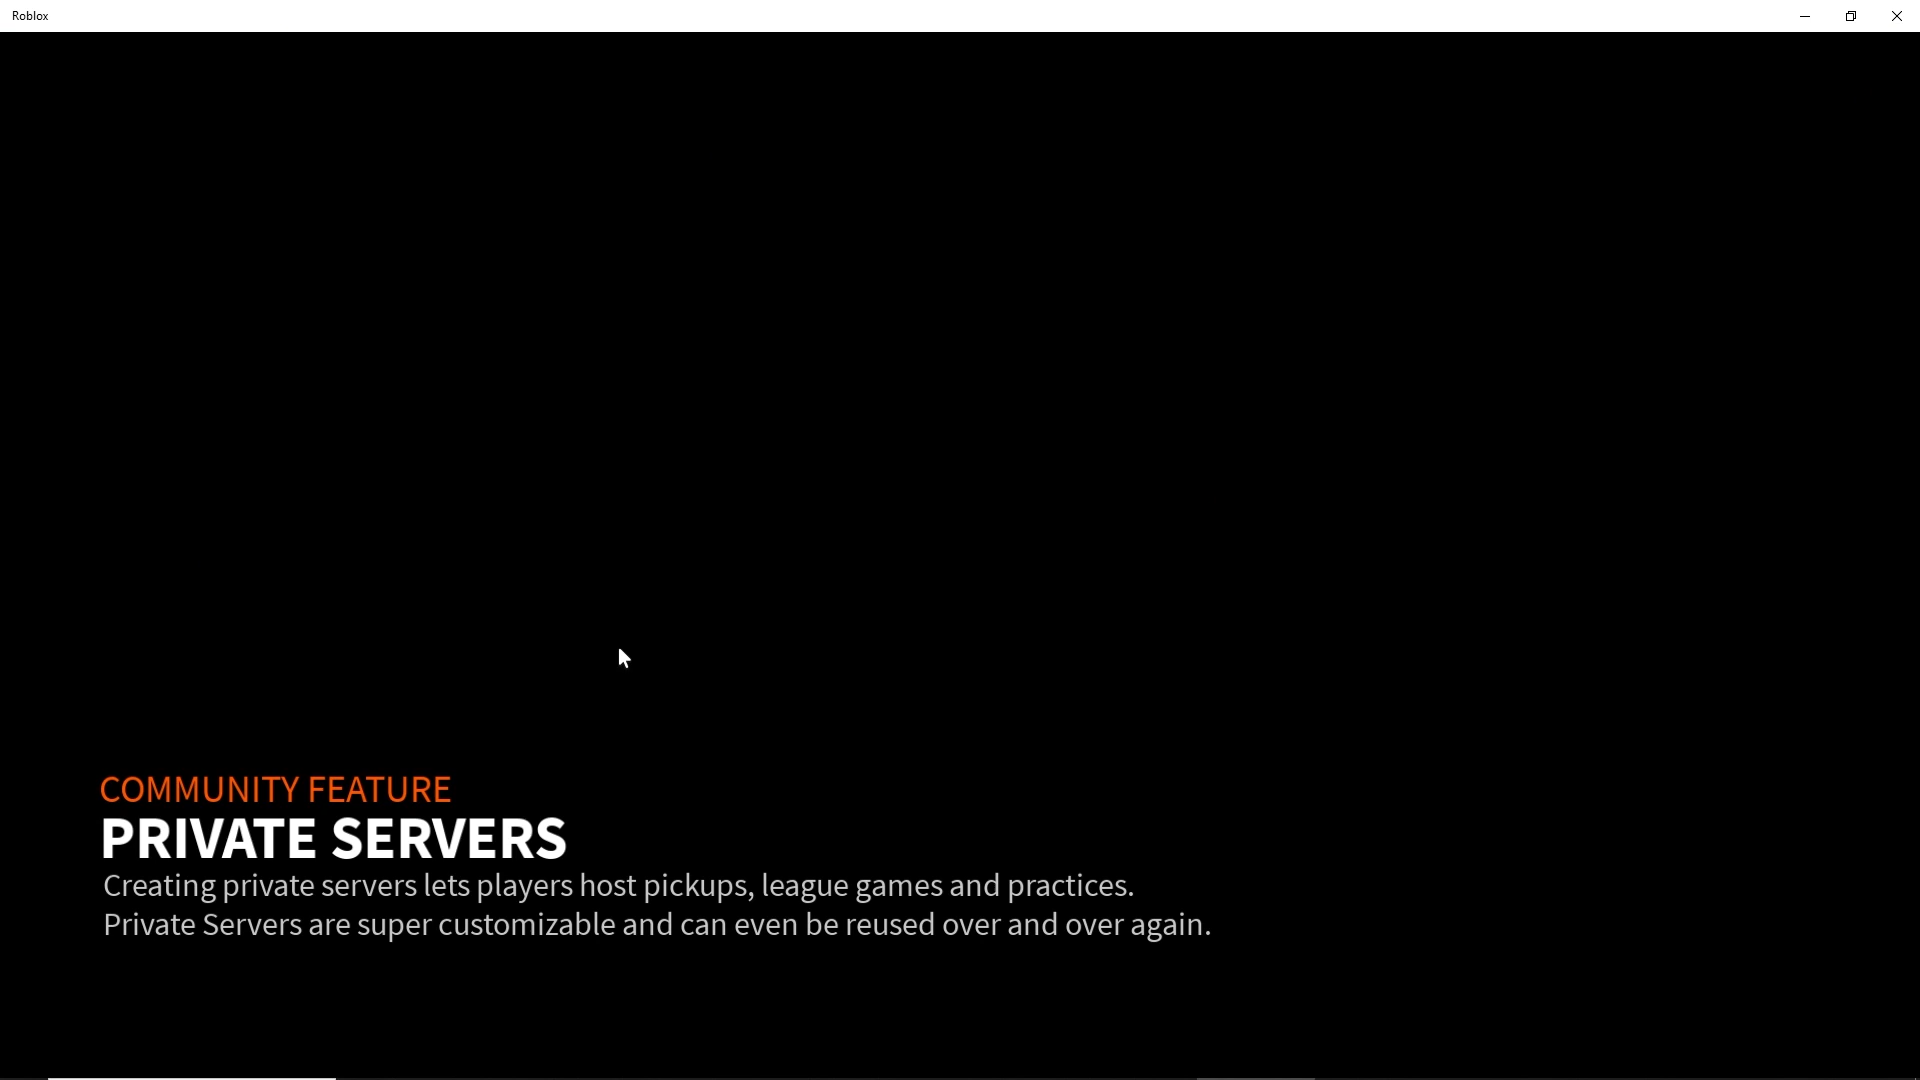 Roblox
COMMUNITY FEATURE
PRIVATE SERVERS
Creating private servers lets players host pickups, league games and practices.
Private Servers are super customizable and can even be reused over and over again.